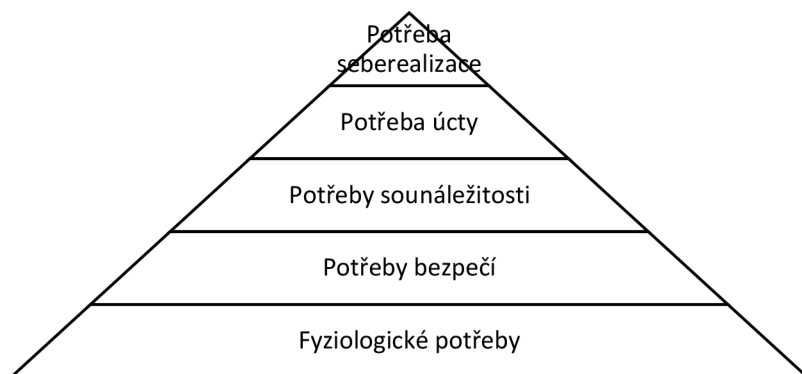 Potřeba
seberealizace
Potřeba úcty
Potřeby sounáležitosti
Potřeby bezpečí
Fyziologické potřeby